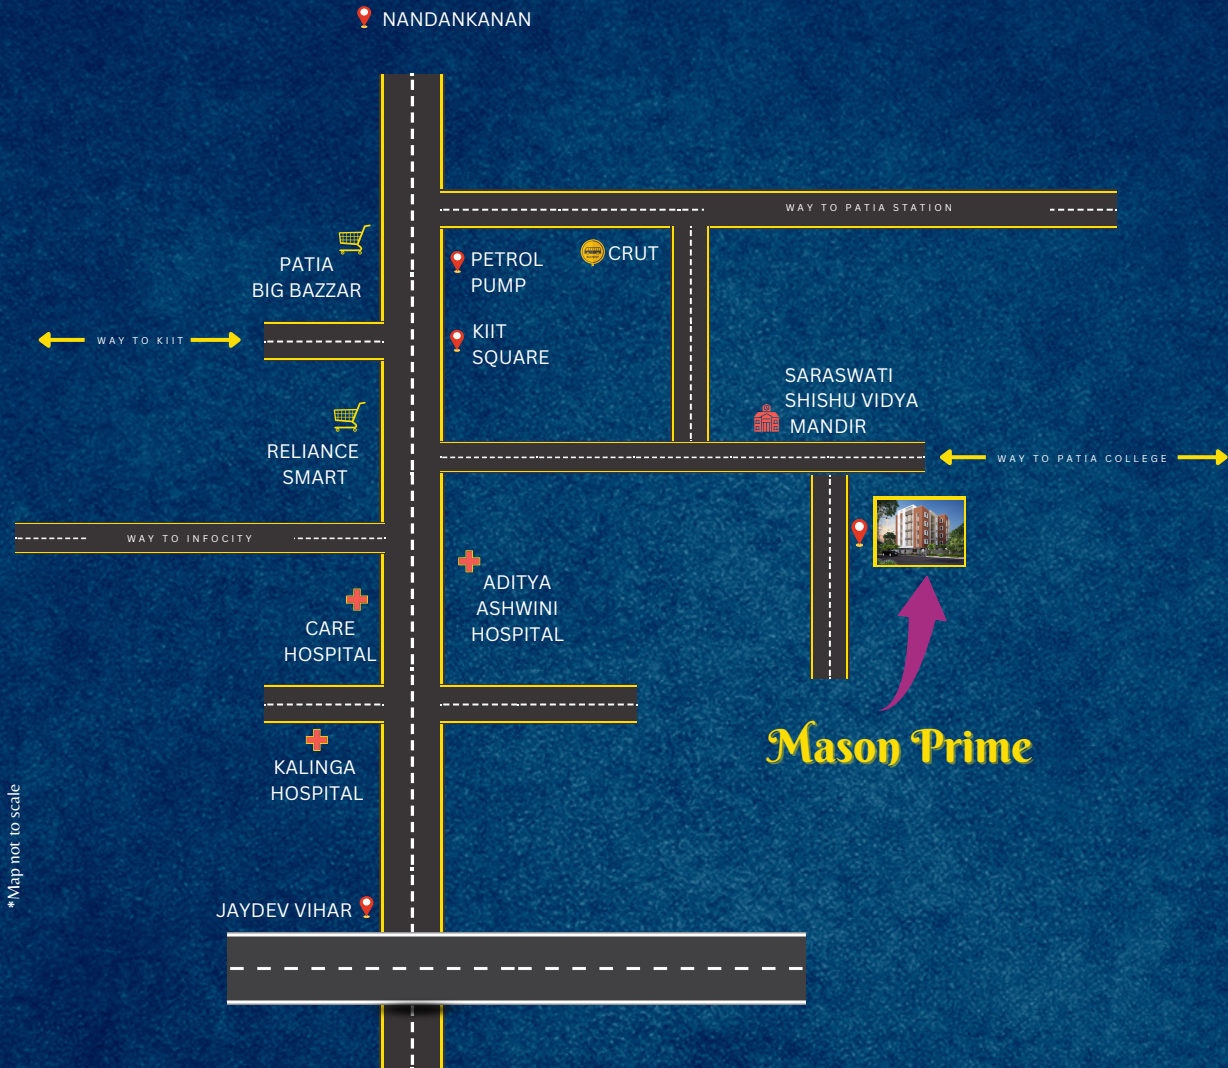 NANDANKANAN
WAY TO PATIA STATION
PATIA
BIG BAZZAR
PETROL
PUMP
CRUT
WAY TO KIIT
KIIT
SQUARE
SARASWATI
SHISHU VIDYA
MANDIR
RELIANCE
SMART
WAY TO PATIA COLLEGE
WAY TO INFOCITY
ADITYA
ASHWINI
HOSPITAL
CARE
HOSPITAL
Mason Prime
KALINGA
HOSPITAL
*Map not to scale
JAYDEV VIHAR